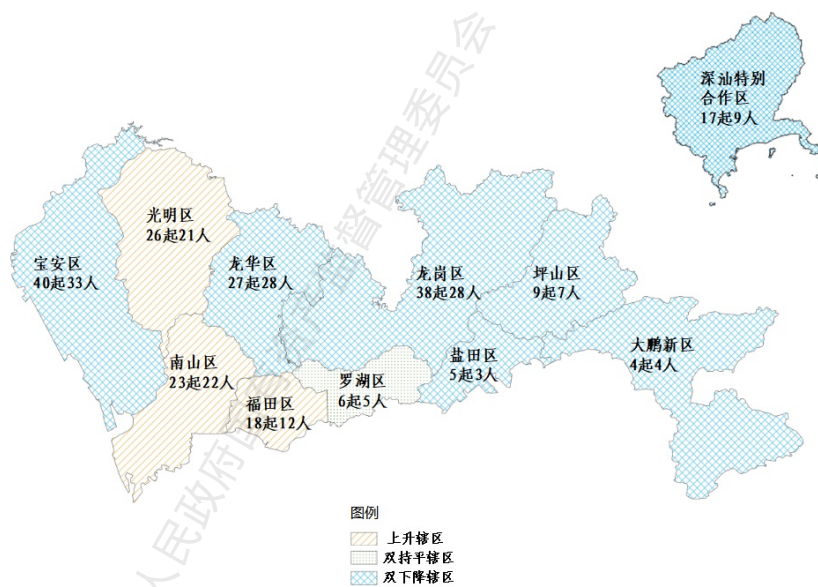 深汕特别
合作区
17起9人
光明区
26起21人
宝安区
40起33人
龙华区
27起28人
龙岗区
38起28人
坪山区
9起7人
大鹏新区
4起4人
盐田区
5起3人
南山区
23起22人
罗湖区
6起5人
福田区
18起12人
图例
上升辖区
双持平辖区
双下降辖区